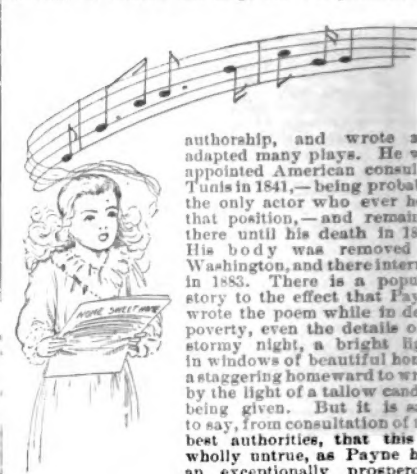 HOME SWEET HOME
authorship, and wrote a
adapted many plays. He w
appointed American consul
Tunis in 1841,—being probab
the only actor who ever he
that position,—and remain
there until his death in 18
His body was removed
Washington, and there inter
in 1883. There is a popu
story to the effect that Pay
wrote the poem while in de
poverty, even the details o
stormy night, a bright lig
in windows of beautiful hom
a staggering homeward to wr
by the light of a tallow cand
being given. But it is s
to say, from consultation of t
best authorities, that this
wholly untrue, as Payne
an exceptionally prosper